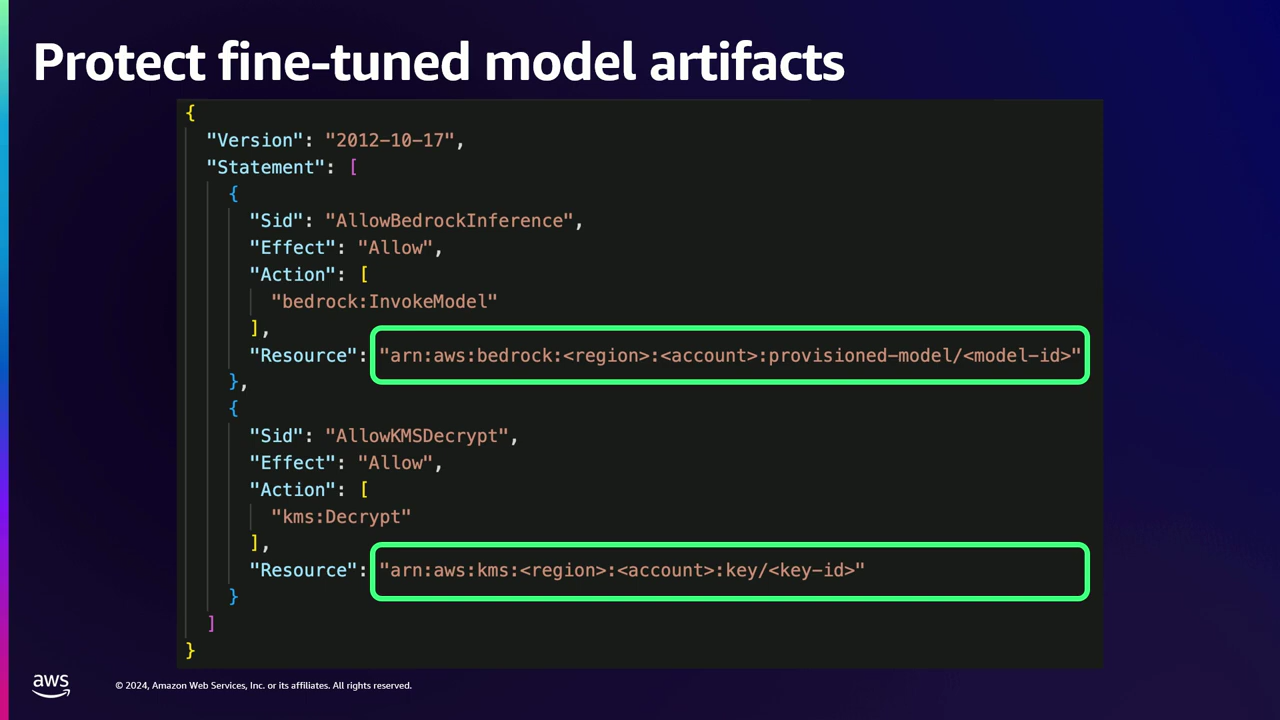 Protect fine-tuned model artifacts
{
"Version": "2012-10-17",
"Statement": [
{
"Sid": "AllowBedrockInference",
"Effect": "Allow",
"Action": [
"bedrock:InvokeModel"
],
"Resource": "arn:aws:bedrock:<region>:<account>:provisioned-model/<model-id>"
},
{
"Sid": "AllowKMSDecrypt",
"Effect": "Allow",
"Action": [
"kms:Decrypt"
],
"Resource": "arn:aws:kms:<region>:<account>:key/<key-id>"
}
]
}
aws
© 2024, Amazon Web Services, Inc. or its affiliates. All rights reserved.